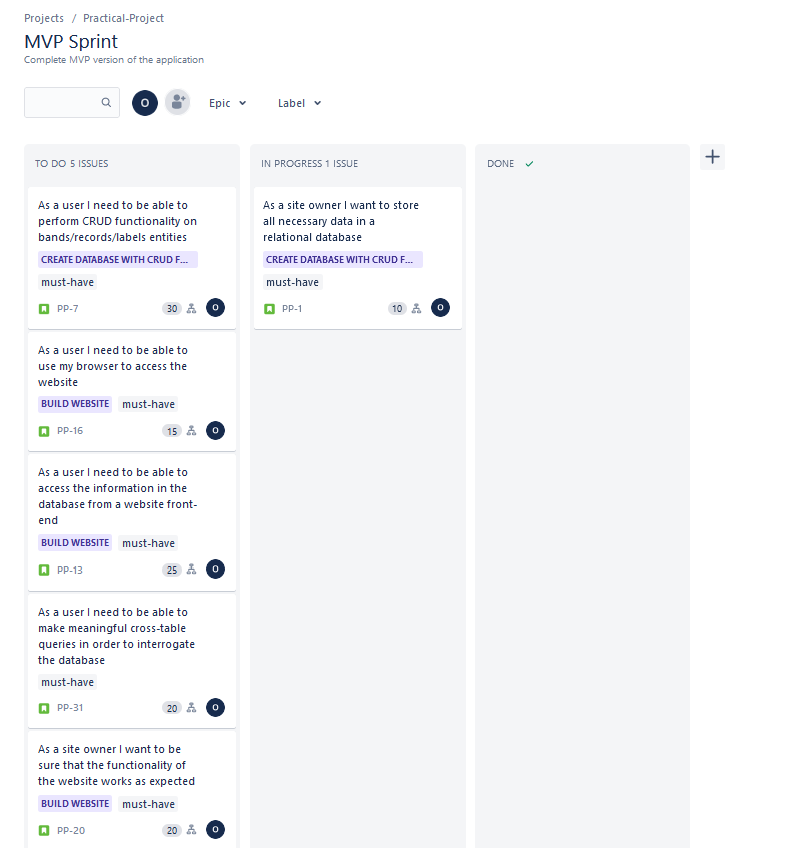 Projects / Practical-Project
MVP Sprint
Complete MVP version of the application
O
Epic
Label
TO DO 5 ISSUES
As a user I need to be able to
perform CRUD functionality on
bands/records/labels entities
CREATE DATABASE WITH CRUD F...
must-have
PP-7 30 O
As a user I need to be able to
use my browser to access the
website
BUILD WEBSITE must-have
PP-16 15 O
As a user I need to be able to
access the information in the
database from a website front-
end
BUILD WEBSITE must-have
PP-13 25 O
As a user I need to be able to
make meaningful cross-table
queries in order to interrogate
the database
must-have
PP-31 20 O
As a site owner I want to be
sure that the functionality of
the website works as expected
BUILD WEBSITE must-have
PP-20 20 O
IN PROGRESS 1 ISSUE
As a site owner I want to store
all necessary data in a
relational database
CREATE DATABASE WITH CRUD F...
must-have
PP-1 10 O
DONE